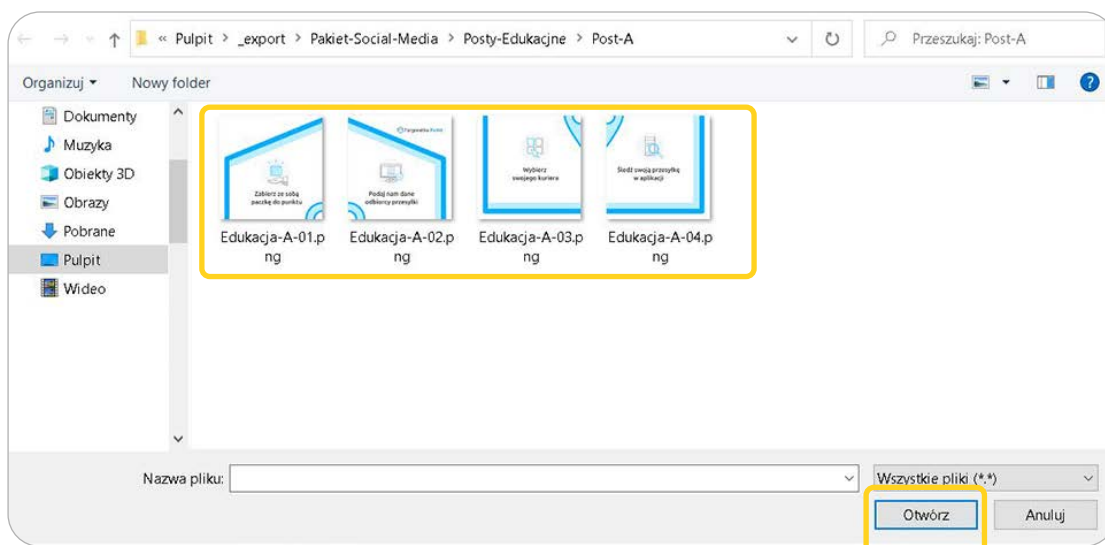 « Pulpit > _export > Pakiet-Social-Media > Posty-Edukacjne > Post-A
Przeszukaj: Post-A
Organizuj
Nowy folder
Dokumenty
Muzyka
Obiekty 3D
Obrazy
Pobrane
Pulpit
Wideo
Zabierz ze sobą
paczkę do punktu
Edukacja-A-01.p
ng
Podaj nam dane
odbiorcy przesyłki
Edukacja-A-02.p
ng
Wybierz
swojego kuriera
Edukacja-A-03.p
ng
Śledź swoją przesyłkę
w aplikacji
Edukacja-A-04.p
ng
Nazwa pliku:
Wszystkie pliki (*.*)
Otwórz
Anuluj